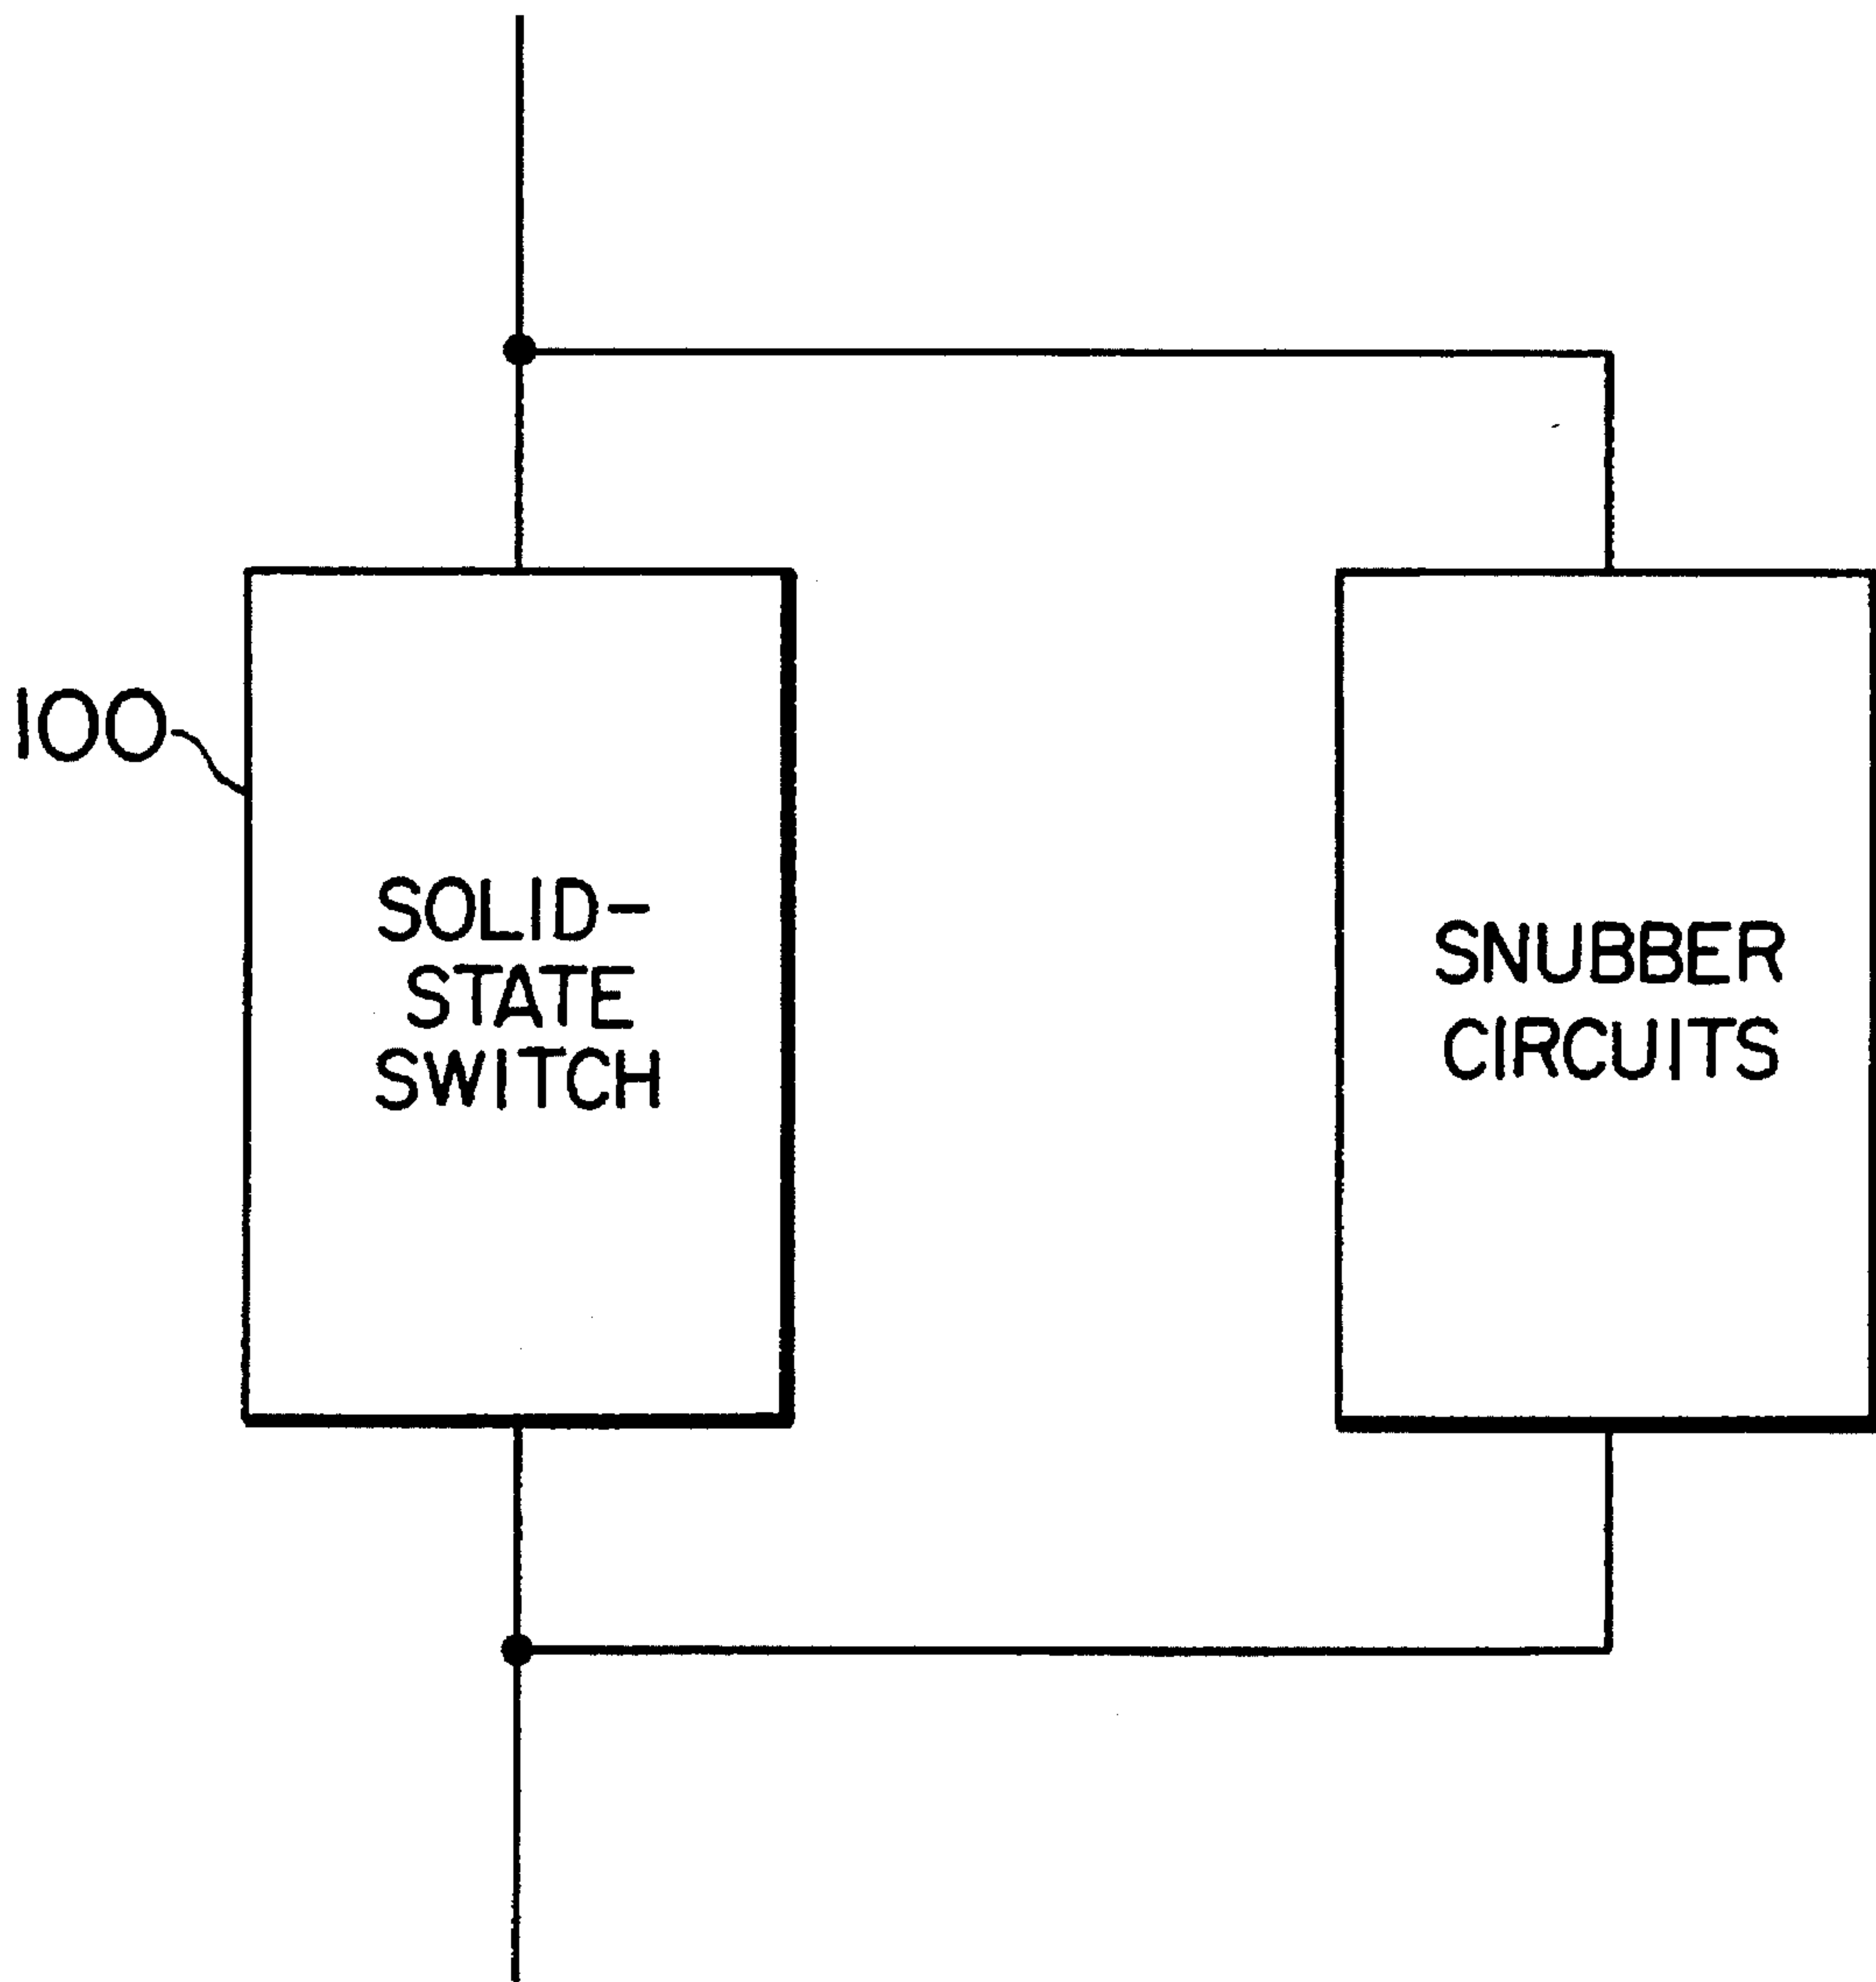 100
SOLID-
STATE
SWITCH
SNUBBER
CIRCUITS